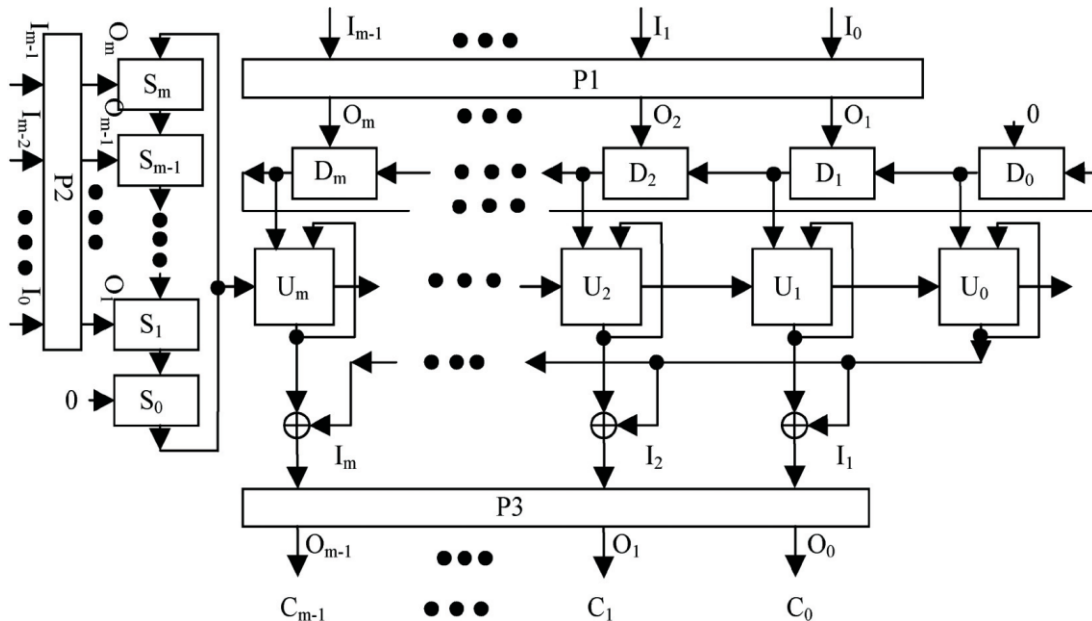 I_{m-1} I_1 I_0
P1
O_m O_2 O_1 0
D_m D_2 D_1 D_0
I_{m-1} O_m
S_m
I_{m-2} O_{m-1}
S_{m-1}
P2
I_0 O_1
S_1
0 S_0
U_m U_2 U_1 U_0
I_m I_2 I_1
P3
O_{m-1} O_1 O_0
C_{m-1} C_1 C_0